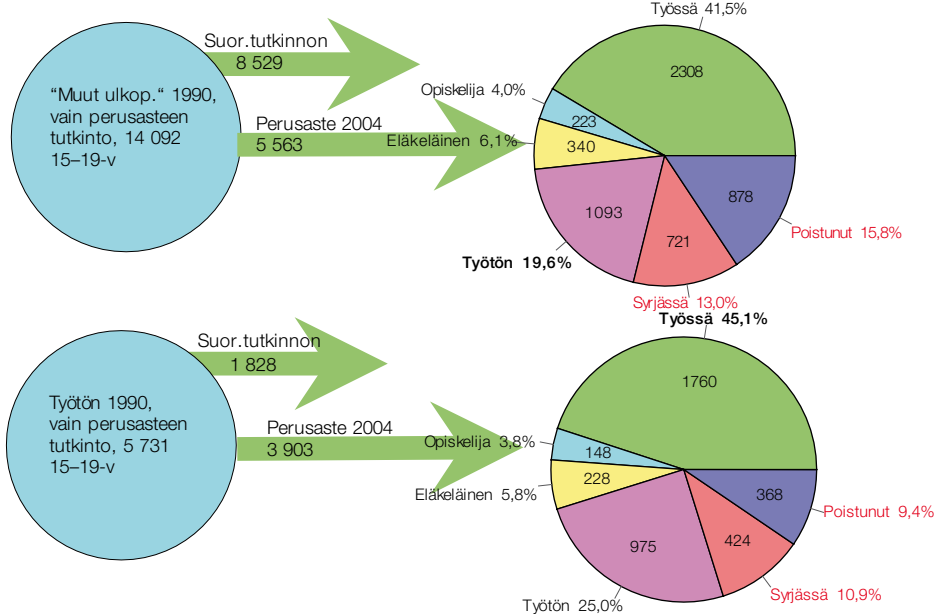 Suor.tutkinnon
8 529
“Muut ulkop.“ 1990,
vain perusasteen
tutkinto, 14 092
15–19-v
Perusaste 2004
5 563
Työssä 41,5%
2308
Opiskelija 4,0%
223
Eläkeläinen 6,1%
340
1093
Työtön 19,6%
721
Syrjässä 13,0%
878
Poistunut 15,8%
Suor.tutkinnon
1 828
Työtön 1990,
vain perusasteen
tutkinto, 5 731
15–19-v
Perusaste 2004
3 903
Työssä 45,1%
1760
Opiskelija 3,8%
148
Eläkeläinen 5,8%
228
975
Työtön 25,0%
424
Syrjässä 10,9%
368
Poistunut 9,4%